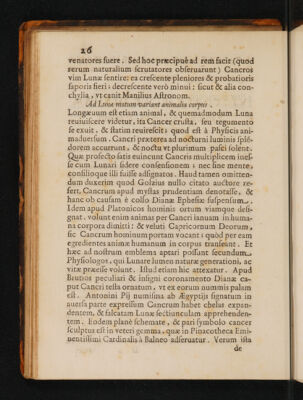 26
venatores fuere. Sed hoc præcipuè ad rem facit (quod
rerum naturalium scrutatores obseruarunt) Cancros
vim Lunæ sentire: ea crescente pleniores & probatioris
saporis fieri: decrescente verò minui: sicut & alia con-
chylia, vt canit Manilius Astronom.
Ad Lunæ motum variant animalia corpus.
Longæuum est etiam animal, & quemadmodum Luna
reuiuiscere videtur, ita Cancer crusta, seu tegumento
se exuit, & statim reuirescit: quod est à Physicis ani-
maduersum. Cancri præterea ad nocturni luminis splé-
dorem accurrunt, & noctu vt plurimum pasci solent.
Quæ profecto satis euincunt Cancris multiplicem ines-
se cum Lunari sidere consensionem: nec sine mente,
consilioque illi fuisse adsignatos. Haud tamen omitten-
dum duxerim quod Golzius nullo citato auctore re-
fert, Cancrum apud mystas prudentiam denotasse, &
hanc ob causam è collo Dianæ Ephesiæ suspensum.
Idem apud Platonicos hominis ortum viamque desi-
gnat. volunt enim animas per Cancri ianuam in huma-
na corpora dimitti: & veluti Capricornum Deorum,
sic Cancrum hominum portam vocant: quòd per eam
egredientes animæ humanum in corpus transeant. Et
hæc ad nostrum emblema aptari possunt secundum
Physiologos, qui Lunare lumen naturæ generationi, ac
vitæ præesse volunt. Illud etiam hic attexatur. Apud
Brutios peculiari & insigni coronamento Dianæ ca-
put Cancri testa ornatum, vt ex eorum nummis palam
est. Antonini Pij numisma ab Ægyptijs signatum in
auersa parte expressum Cancrum habet chelas expan-
dentem, & falcatam Lunæ sectiunculam apprehenden-
tem. Eodem planè schemate, & pari symbolo cancer
sculptus est in veteri gemma, quæ in Pinacotheca Emi-
nentissimi Cardinalis à Balneo adseruatur. Verum ista
de